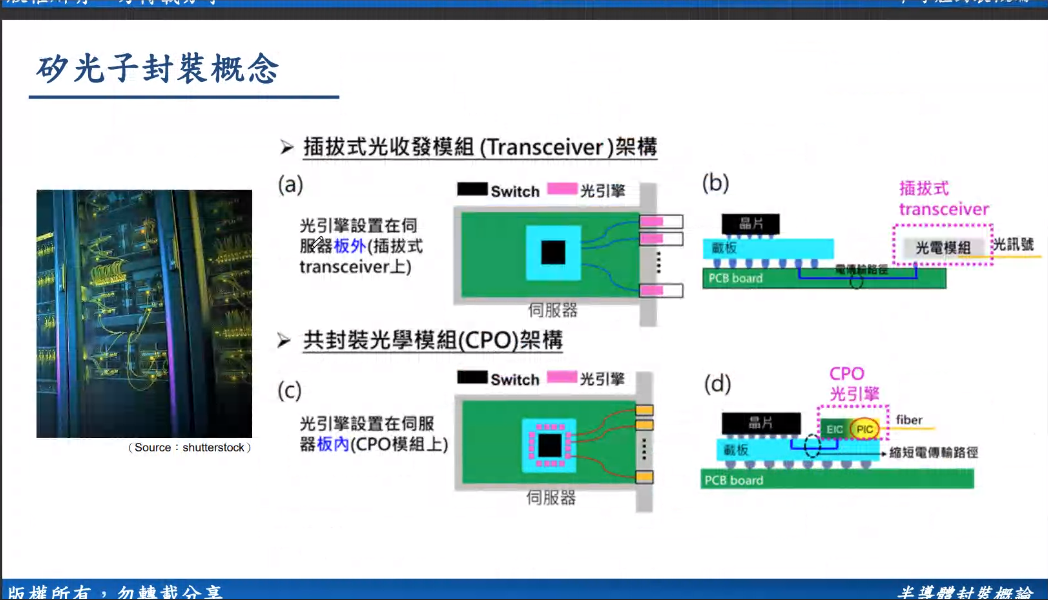 矽光子封裝概念
➢ 插拔式光收發模組 (Transceiver )架構
(a)
光引擎設置在伺
服器板外(插拔式
transceiver上)
Switch 光引擎
伺服器
(b)
插拔式
transceiver
晶片
載板
光電模組
光訊號
電傳輸路徑
PCB board
➢ 共封裝光學模組(CPO)架構
(c)
光引擎設置在伺服
器板內(CPO模組上)
Switch 光引擎
伺服器
(d)
CPO
光引擎
晶片
EIC PIC
fiber
載板
縮短電傳輸路徑
PCB board
(Source：shutterstock)
版權所有，勿轉載分享
半導體封裝概論